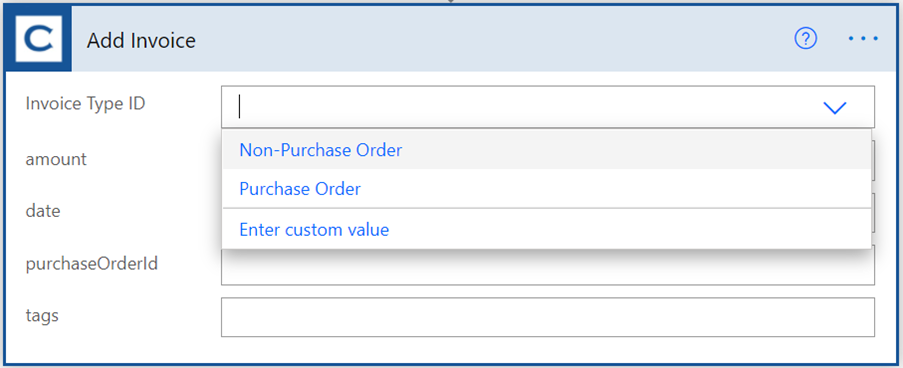 C
Add Invoice
?
Invoice Type ID
Non-Purchase Order
amount
Purchase Order
date
Enter custom value
purchaseOrderId
tags